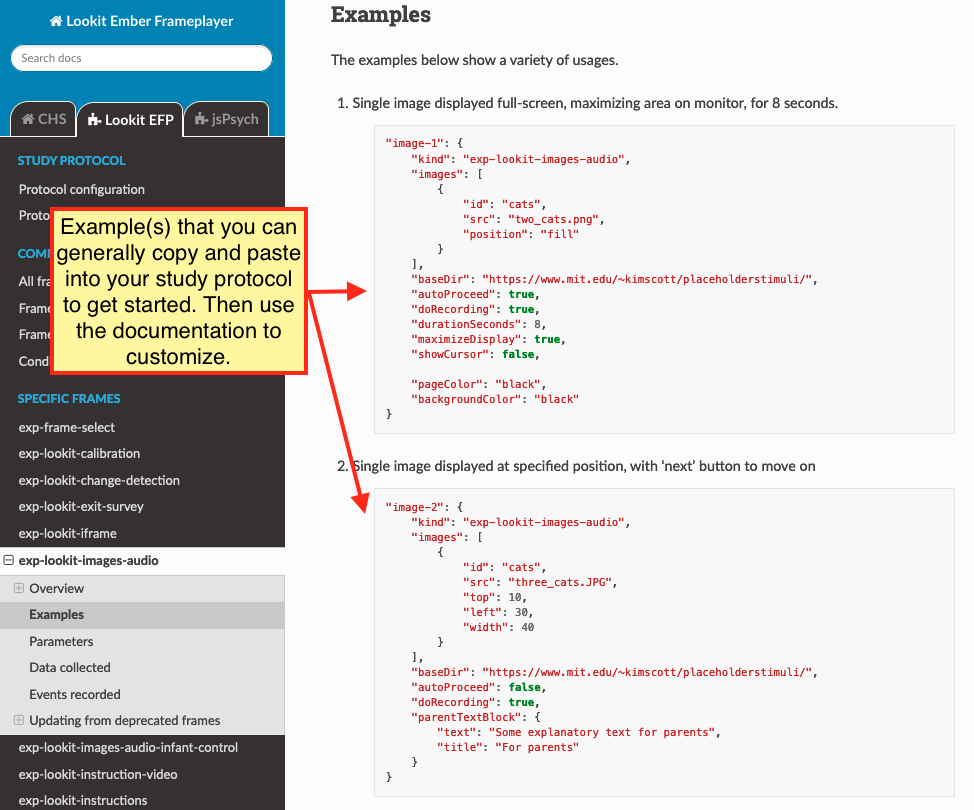 Lookit Ember Frameplayer
Search docs
CHS
Lookit EFP
jsPsych
STUDY PROTOCOL
Protocol configuration
Proto
COM
All fra
Frame
Frame
Cond
SPECIFIC FRAMES
exp-frame-select
exp-lookit-calibration
exp-lookit-change-detection
exp-lookit-exit-survey
exp-lookit-iframe
exp-lookit-images-audio
Overview
Examples
Parameters
Data collected
Events recorded
Updating from deprecated frames
exp-lookit-images-audio-infant-control
exp-lookit-instruction-video
exp-lookit-instructions
Example(s) that you can
generally copy and paste
into your study protocol
to get started. Then use
the documentation to
customize.
Examples
The examples below show a variety of usages.
1. Single image displayed full-screen, maximizing area on monitor, for 8 seconds.
"image-1": {
    "kind": "exp-lookit-images-audio",
    "images": [
        {
            "id": "cats",
            "src": "two_cats.png",
            "position": "fill"
        }
    ],
    "baseDir": "https://www.mit.edu/~kimscott/placeholderstimuli/",
    "autoProceed": true,
    "doRecording": true,
    "durationSeconds": 8,
    "maximizeDisplay": true,
    "showCursor": false,
    "pageColor": "black",
    "backgroundColor": "black"
}
2. Single image displayed at specified position, with ‘next’ button to move on
"image-2": {
    "kind": "exp-lookit-images-audio",
    "images": [
        {
            "id": "cats",
            "src": "three_cats.JPG",
            "top": 10,
            "left": 30,
            "width": 40
        }
    ],
    "baseDir": "https://www.mit.edu/~kimscott/placeholderstimuli/",
    "autoProceed": false,
    "doRecording": true,
    "parentTextBlock": {
        "text": "Some explanatory text for parents",
        "title": "For parents"
    }
}